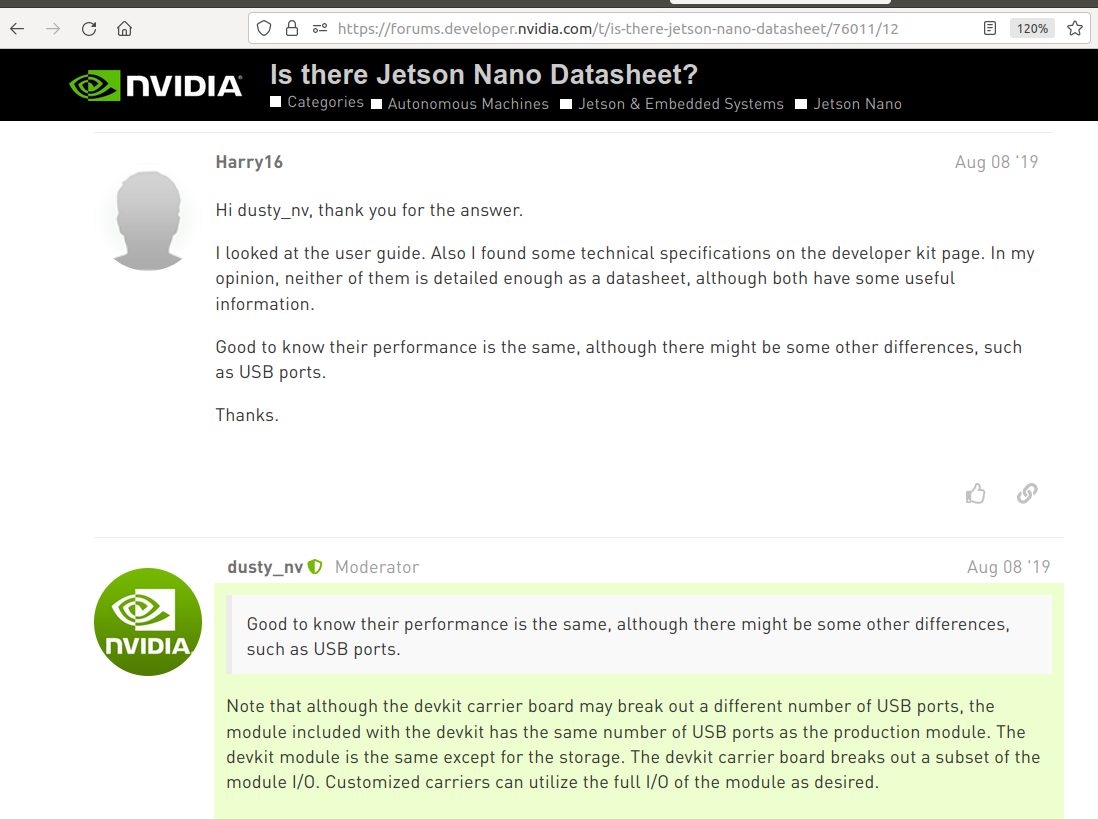 https://forums.developer.nvidia.com/t/is-there-jetson-nano-datasheet/76011/12
120%
NVIDIA
Is there Jetson Nano Datasheet?
Categories Autonomous Machines Jetson & Embedded Systems Jetson Nano
Harry16
Aug 08 '19
Hi dusty_nv, thank you for the answer.
I looked at the user guide. Also I found some technical specifications on the developer kit page. In my
opinion, neither of them is detailed enough as a datasheet, although both have some useful
information.
Good to know their performance is the same, although there might be some other differences, such
as USB ports.
Thanks.
dusty_nv Moderator
Aug 08 '19
NVIDIA
Good to know their performance is the same, although there might be some other differences,
such as USB ports.
Note that although the devkit carrier board may break out a different number of USB ports, the
module included with the devkit has the same number of USB ports as the production module. The
devkit module is the same except for the storage. The devkit carrier board breaks out a subset of the
module I/O. Customized carriers can utilize the full I/O of the module as desired.